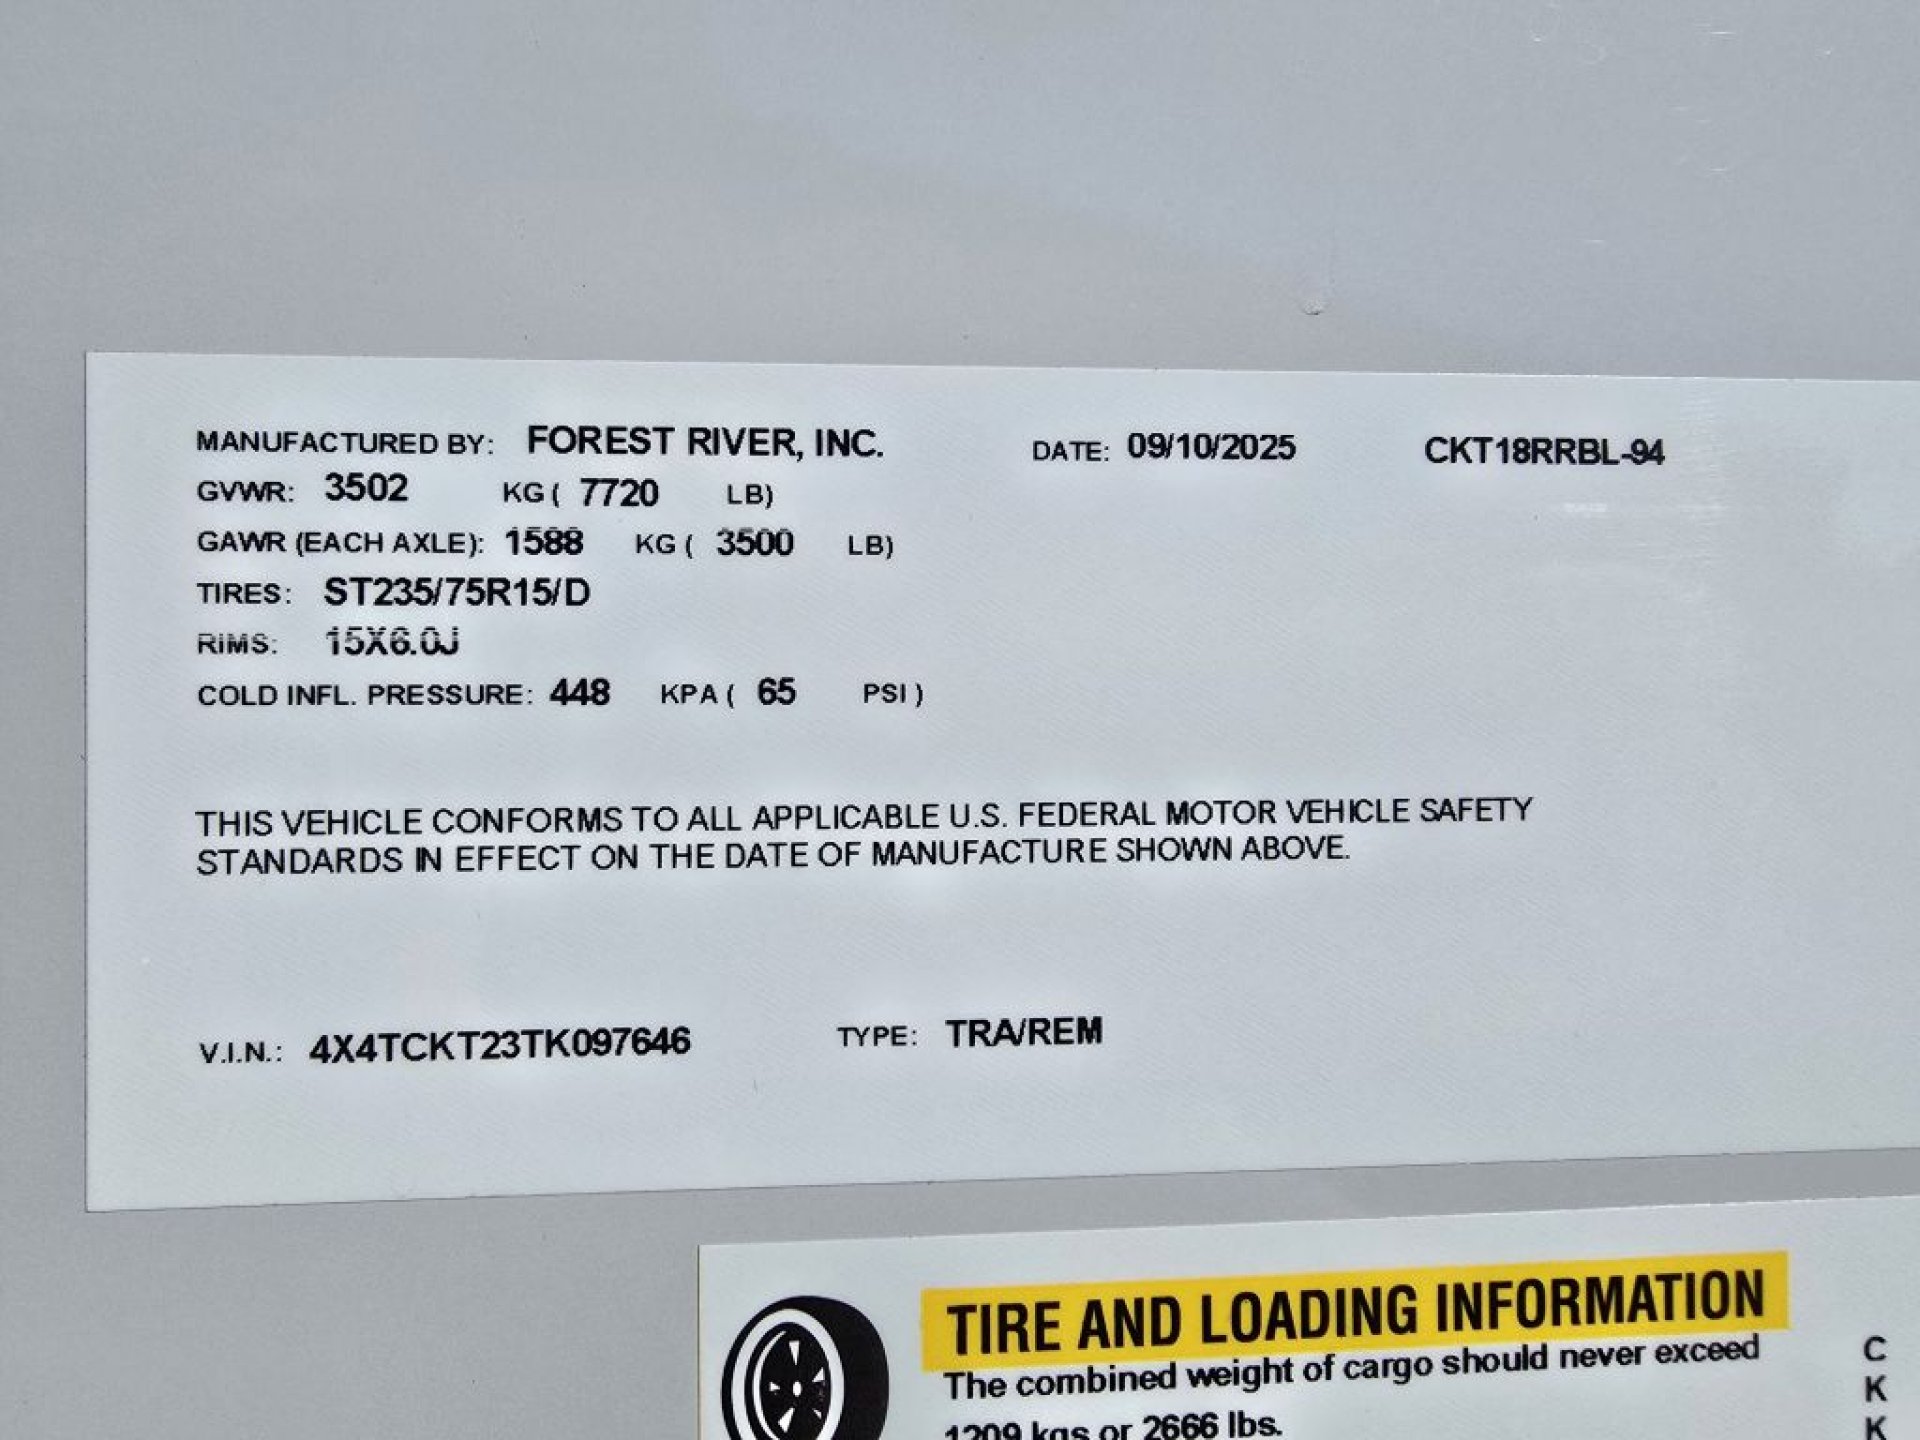 MANUFACTURED BY: FOREST RIVER, INC. DATE: 09/10/2025 CKT18RRBL-94
GVWR: 3502 KG ( 7720 LB)
GAWR (EACH AXLE): 1588 KG ( 3500 LB)
TIRES: ST235/75R15/D
RIMS: 15X6.0J
COLD INFL. PRESSURE: 448 KPA ( 65 PSI )
THIS VEHICLE CONFORMS TO ALL APPLICABLE U.S. FEDERAL MOTOR VEHICLE SAFETY
STANDARDS IN EFFECT ON THE DATE OF MANUFACTURE SHOWN ABOVE.
V.I.N.: 4X4TCKT23TK097646 TYPE: TRA/REM
TIRE AND LOADING INFORMATION
The combined weight of cargo should never exceed
1209 kgs or 2666 lbs.
C
K
K